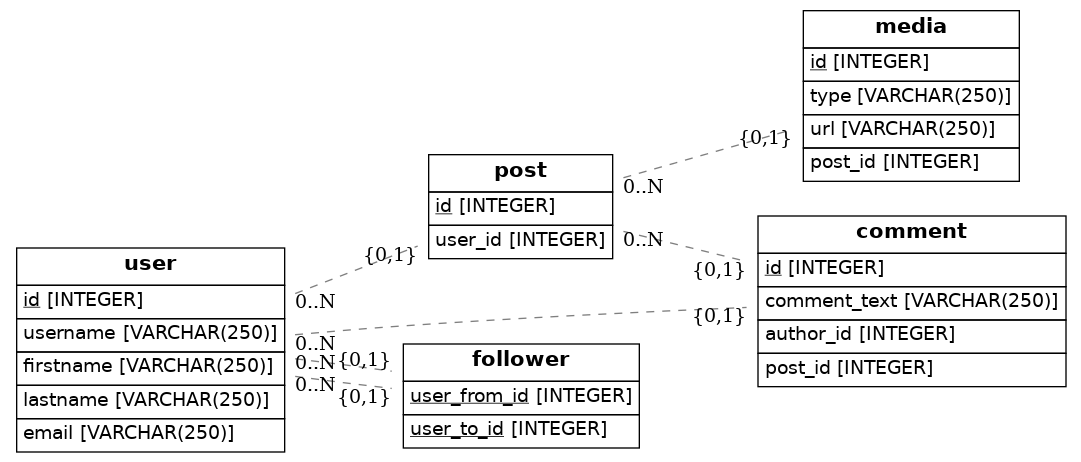 media
id [INTEGER]
type [VARCHAR(250)]
url [VARCHAR(250)]
post_id [INTEGER]
{0,1}
0..N
post
id [INTEGER]
user_id [INTEGER]
0..N
{0,1}
comment
id [INTEGER]
comment_text [VARCHAR(250)]
author_id [INTEGER]
post_id [INTEGER]
{0,1}
0..N
{0,1}
0..N
user
id [INTEGER]
username [VARCHAR(250)]
firstname [VARCHAR(250)]
lastname [VARCHAR(250)]
email [VARCHAR(250)]
0..N
{0,1}
0..N
{0,1}
follower
user_from_id [INTEGER]
user_to_id [INTEGER]